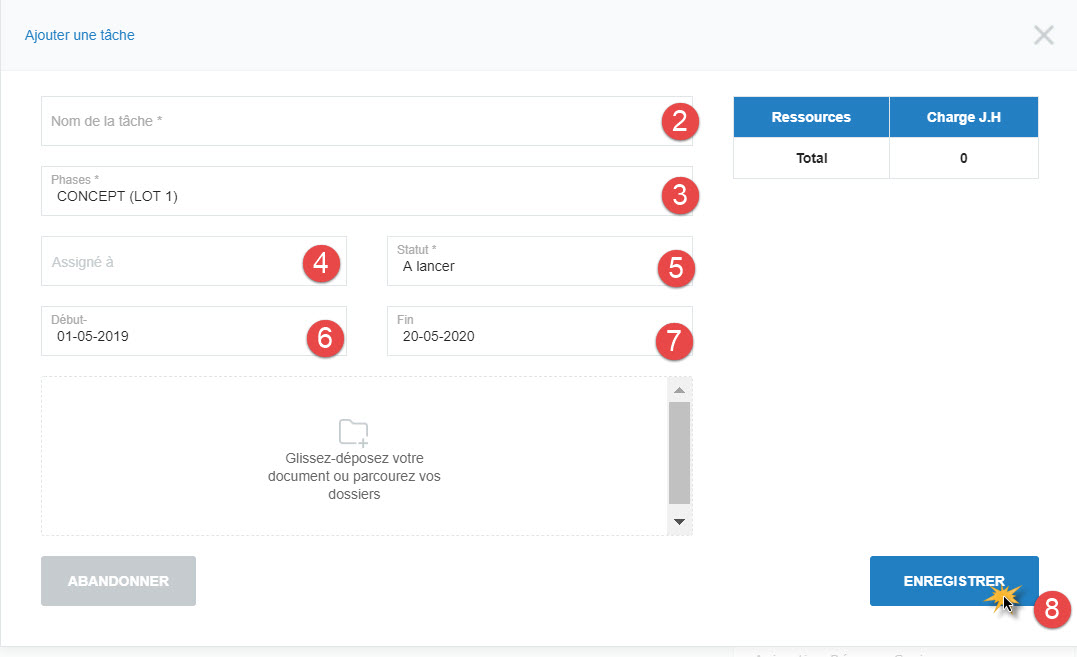 Ajouter une tâche
Nom de la tâche *
2
Phases *
CONCEPT (LOT 1)
3
Assigné à
4
Statut *
A lancer
5
Début-
01-05-2019
6
Fin
20-05-2020
7
Ressources Charge J.H
Total 0
Glissez-déposez votre
document ou parcourez vos
dossiers
ABANDONNER
ENREGISTRER
8